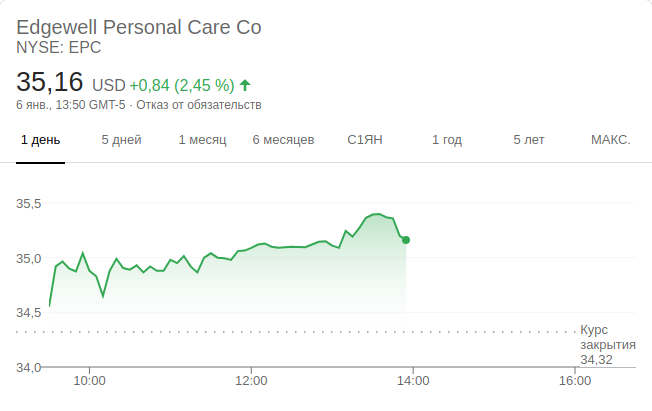 Edgewell Personal Care Co
NYSE: EPC
35,16 USD +0,84 (2,45 %)
6 янв., 13:50 GMT-5 · Отказ от обязательств
1 день 5 дней 1 месяц 6 месяцев С1ЯН 1 год 5 лет МАКС.
35,5
35,0
34,5
Курс
закрытия
34,32
34,0
10:00 12:00 14:00 16:00